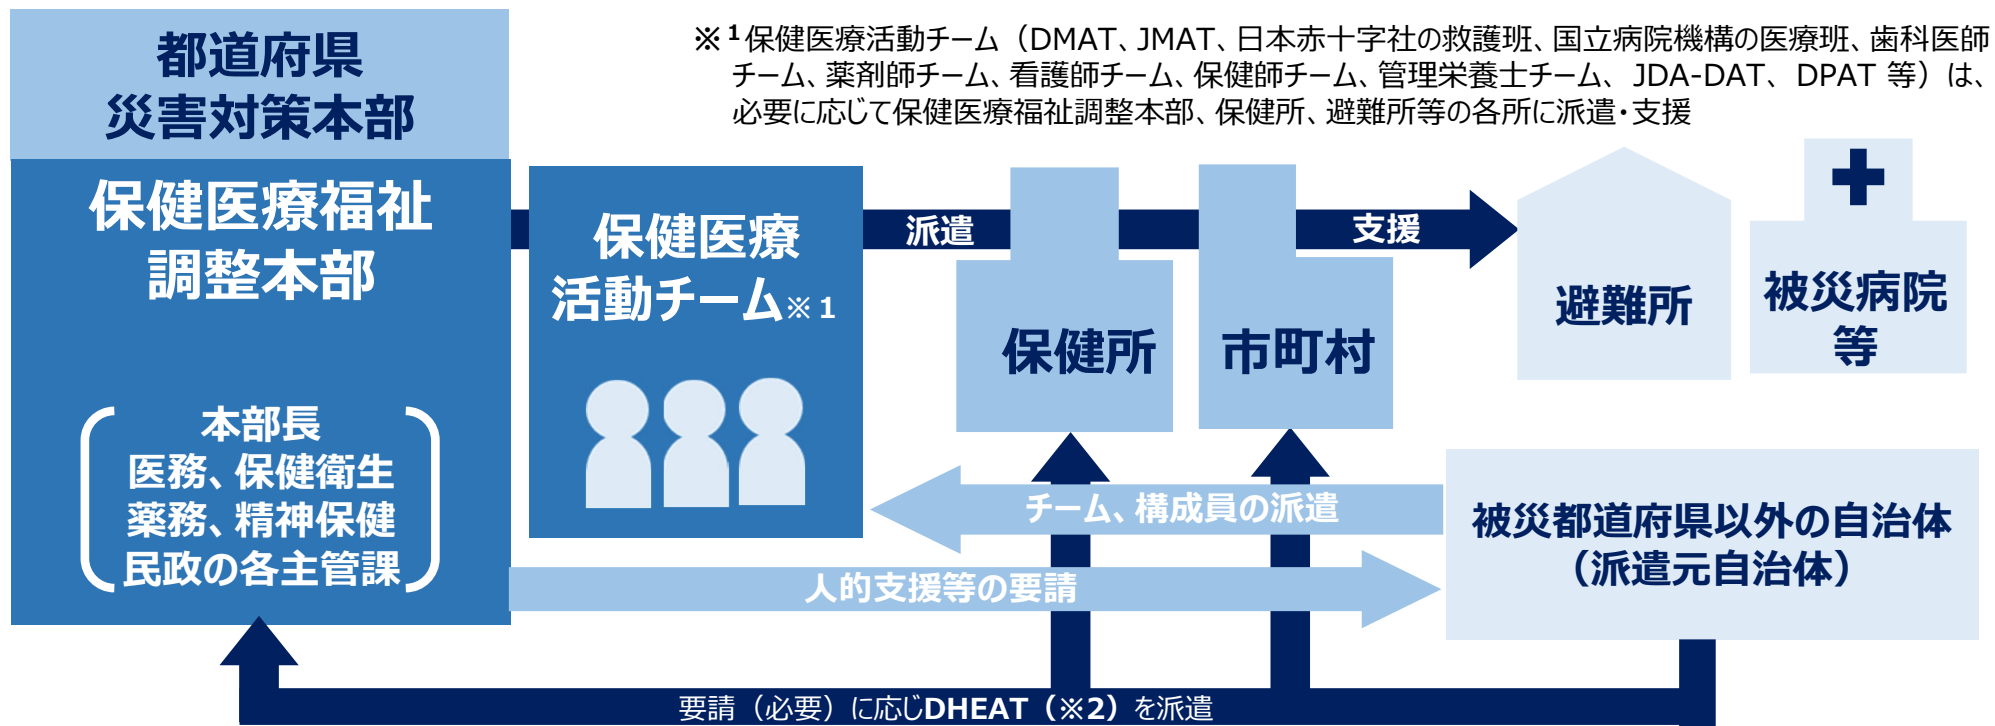 都道府県
災害対策本部
※1保健医療活動チーム（DMAT、JMAT、日本赤十字社の救護班、国立病院機構の医療班、歯科医師
チーム、薬剤師チーム、看護師チーム、保健師チーム、管理栄養士チーム、JDA-DAT、DPAT 等）は、
必要に応じて保健医療福祉調整本部、保健所、避難所等の各所に派遣・支援
保健医療福祉
調整本部
本部長
医務、保健衛生
薬務、精神保健
民政の各主管課
保健医療
活動チーム※1
派遣
保健所
市町村
支援
避難所
被災病院
等
チーム、構成員の派遣
人的支援等の要請
被災都道府県以外の自治体
（派遣元自治体）
要請（必要）に応じDHEAT（※2）を派遣